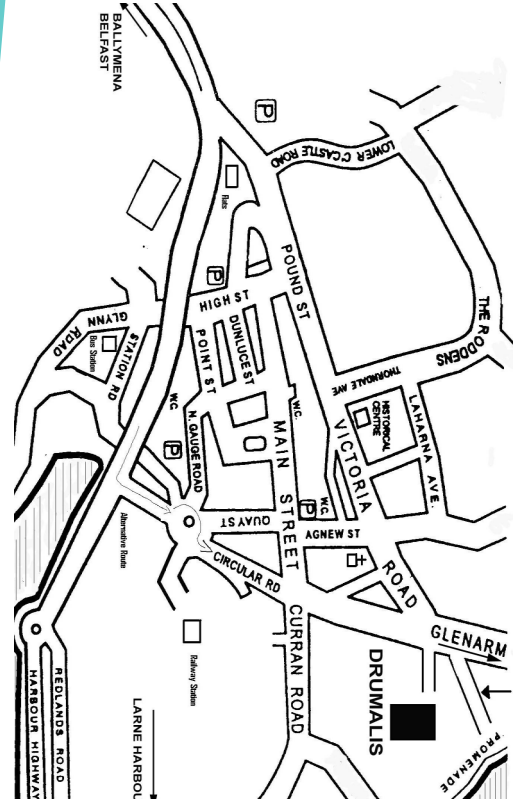 BALLYMENA
BELFAST
P
LOWER C'CASTLE ROAD
Flats
POUND ST
THE RODDENS
P
HIGH ST
GLYNN ROAD
Bus Station
STATION RD
POINT ST
DUNLUCE ST
THORNDALE AVE
LAHARNA AVE.
HISTORICAL
CENTRE
W.C.
W.C.
MAIN STREET
VICTORIA ROAD
N. GAUGE ROAD
P
W.C.
P
QUAY ST
AGNEW ST
Alternative Route
CIRCULAR RD
CURRAN ROAD
GLENARM
DRUMALIS
Railway Station
REDLANDS ROAD
HARBOUR HIGHWAY
LARNE HARBOU
PROMENADE